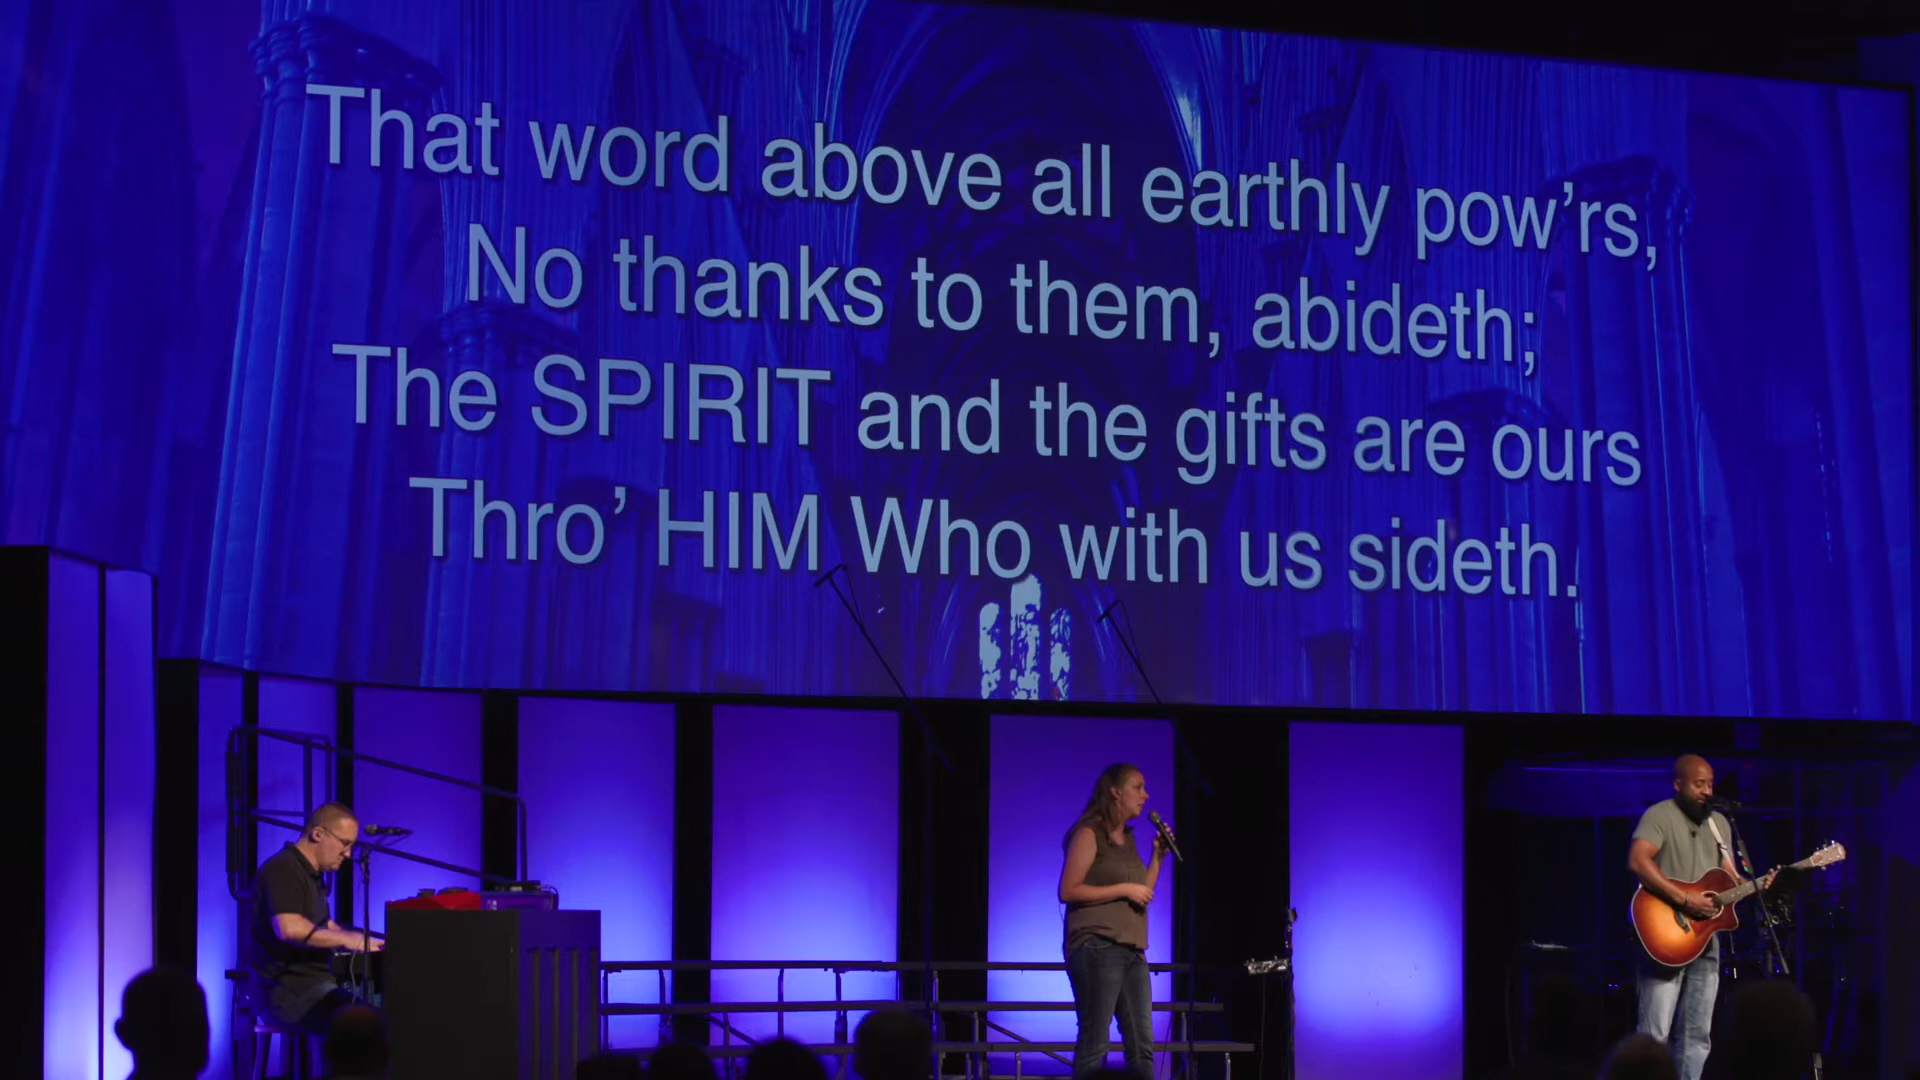 That word above all earthly pow’rs,
No thanks to them, abideth;
The SPIRIT and the gifts are ours
Thro’ HIM Who with us sideth.